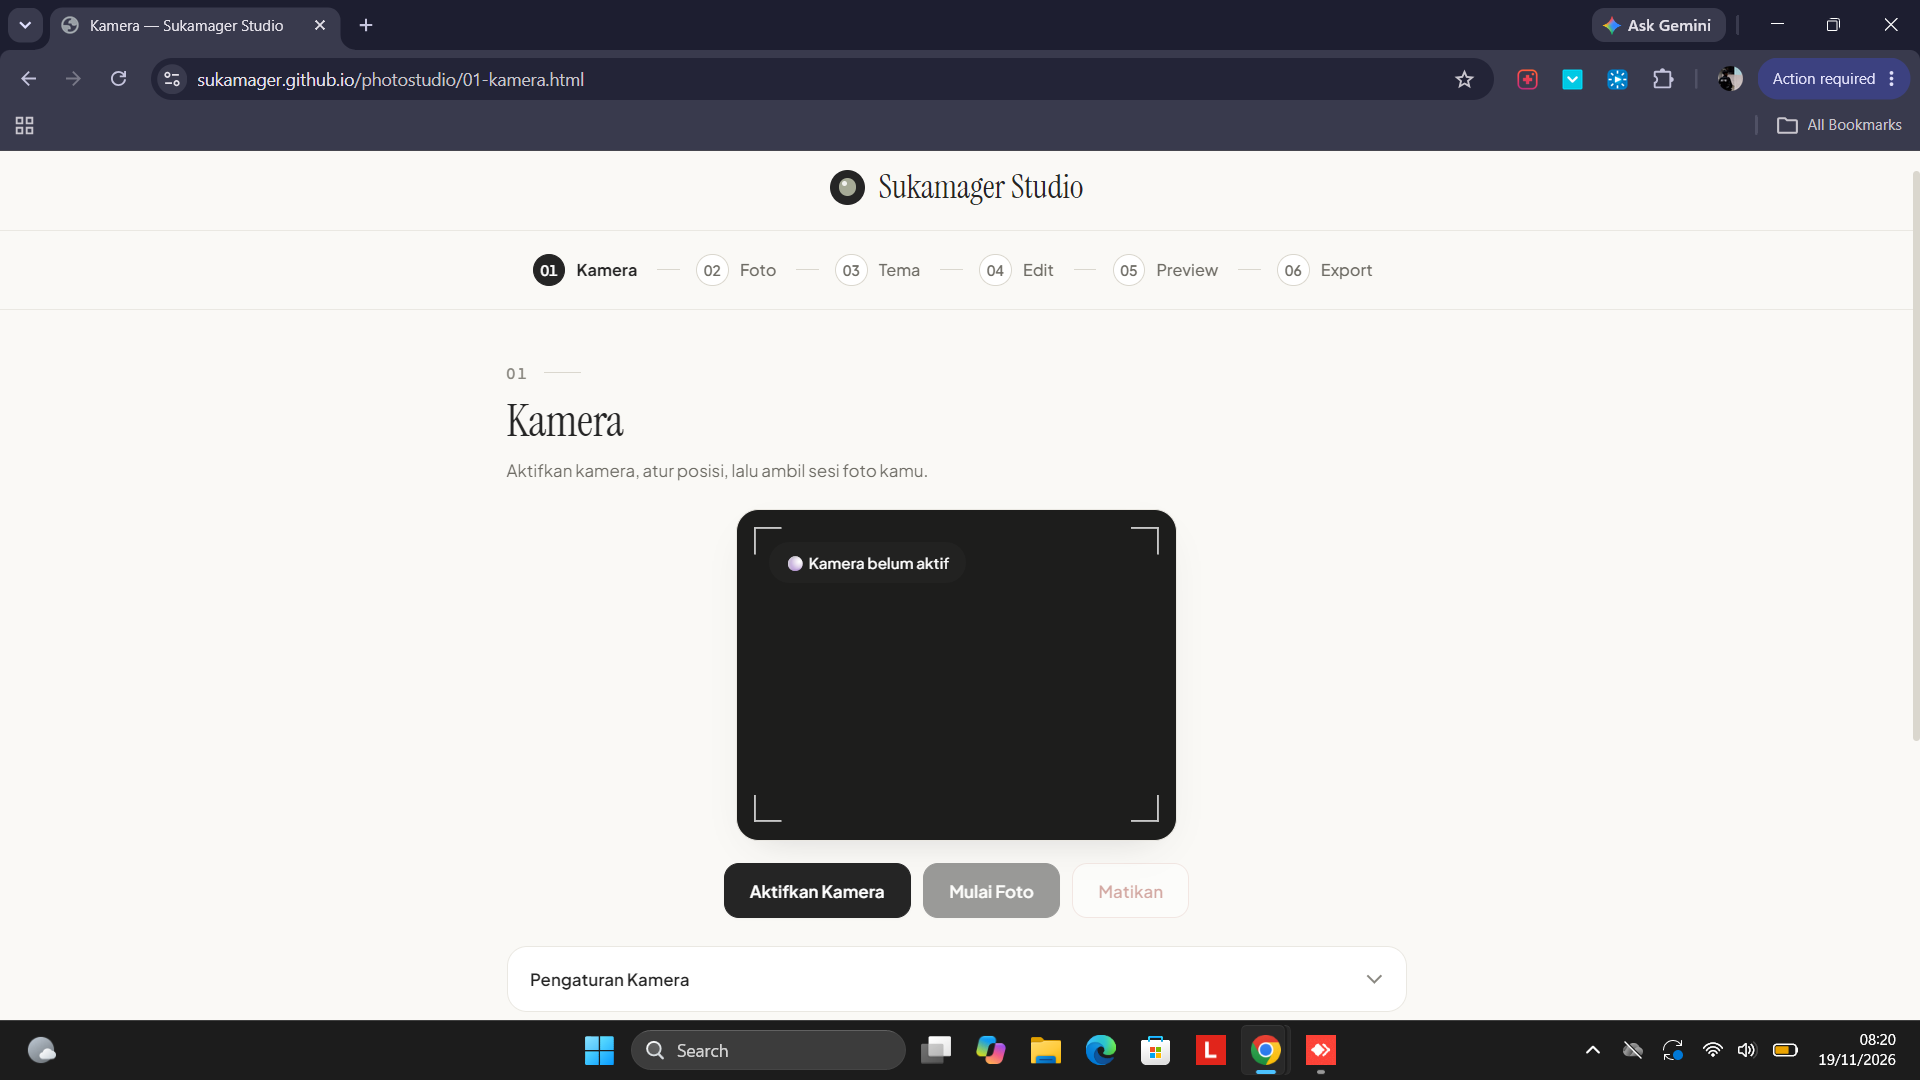 Kamera — Sukamager Studio
Ask Gemini
sukamager.github.io/photostudio/01-kamera.html
Action required
All Bookmarks
Sukamager Studio
01 Kamera
02 Foto
03 Tema
04 Edit
05 Preview
06 Export
01
Kamera
Aktifkan kamera, atur posisi, lalu ambil sesi foto kamu.
Kamera belum aktif
Aktifkan Kamera
Mulai Foto
Matikan
Pengaturan Kamera
Search
L
08:20
19/11/2026